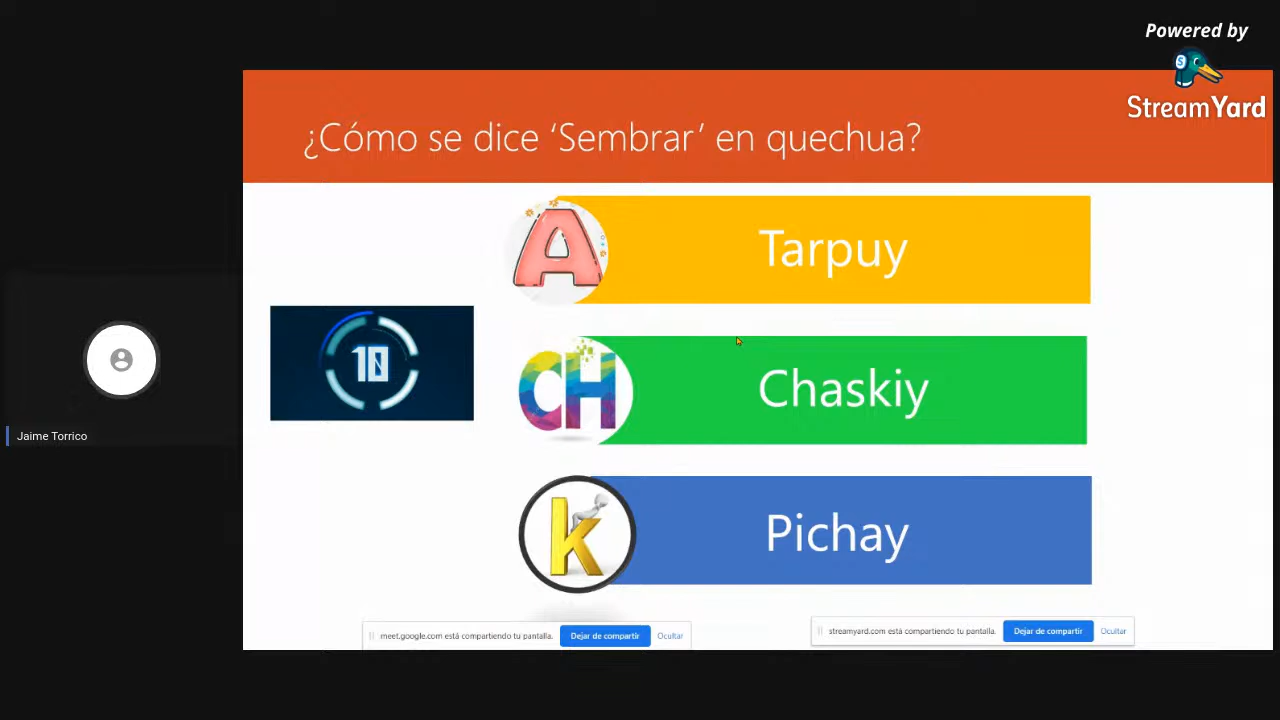 Powered by
StreamYard
¿Cómo se dice ‘Sembrar’ en quechua?
A
Tarpuy
10
CH
Chaskiy
Jaime Torrico
k
Pichay
meet.google.com está compartiendo tu pantalla. Dejar de compartir Ocultar
streamyard.com está compartiendo tu pantalla. Dejar de compartir Ocultar